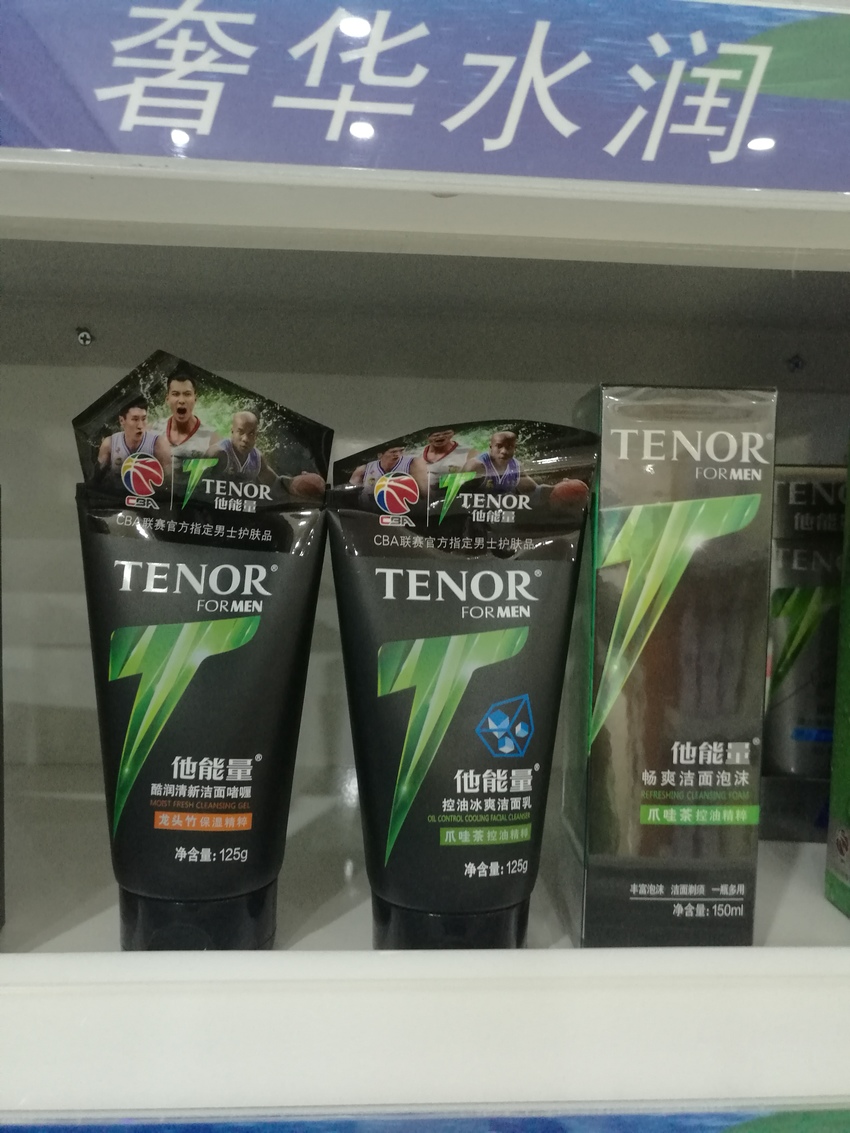 奢华水润
CBA
TENOR
他能量
CBA联赛官方指定男士护肤品
TENOR®
FOR MEN
他能量®
酷润清新洁面啫喱
MOIST FRESH CLEANSING GEL
龙头竹保湿精粹
净含量:125g
CBA
TENOR
他能量
CBA联赛官方指定男士护肤品
TENOR®
FOR MEN
他能量®
控油冰爽洁面乳
OIL CONTROL COOLING FACIAL CLEANSER
爪哇茶控油精粹
净含量:125g
TENOR®
FOR MEN
他能量®
畅爽洁面泡沫
REFRESHING CLEANSING FOAM
爪哇茶控油精粹
丰富泡沫 洁面剃须 一瓶多用
净含量:150ml
TENOR
他能
TENOR